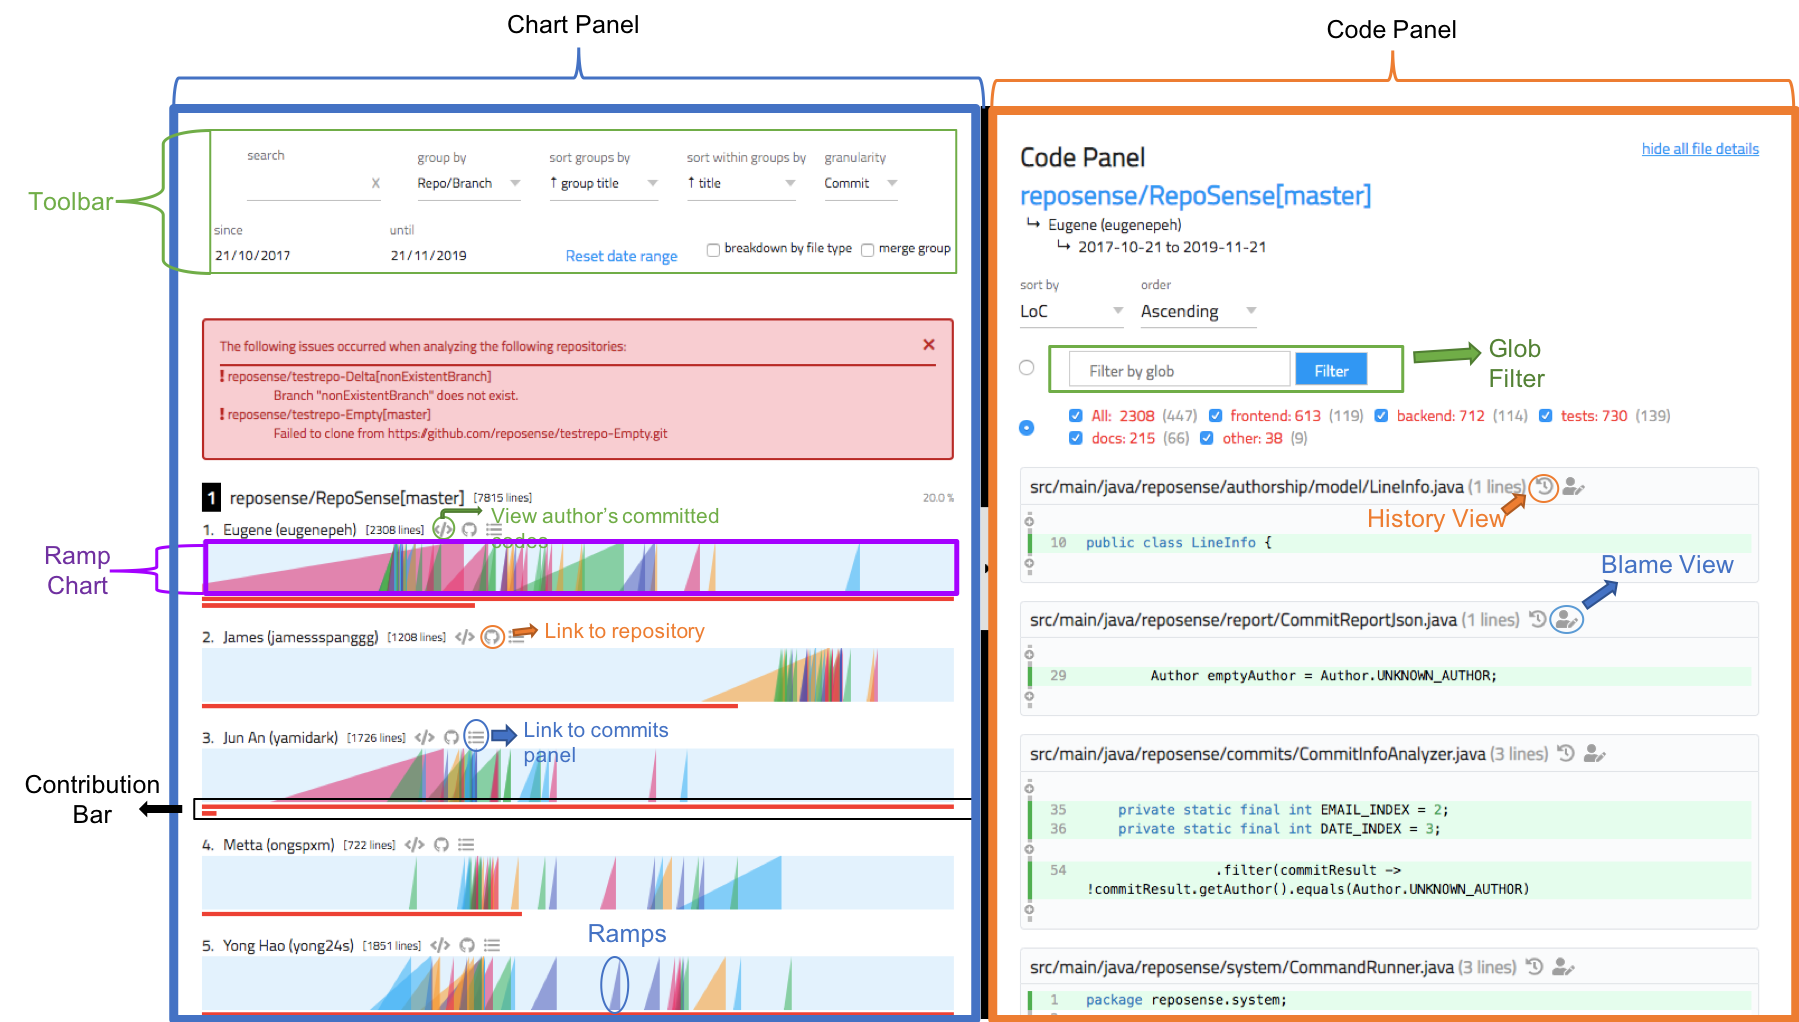 Chart Panel
Code Panel
Toolbar
search
X
group by
Repo/Branch
sort groups by
↑ group title
sort within groups by
↑ title
granularity
Commit
since
21/10/2017
until
21/11/2019
Reset date range
breakdown by file type
merge group
The following issues occurred when analyzing the following repositories:
×
! reposense/testrepo-Delta[nonExistentBranch]
Branch "nonExistentBranch" does not exist.
! reposense/testrepo-Empty[master]
Failed to clone from https://github.com/reposense/testrepo-Empty.git
1 reposense/RepoSense[master] [7815 lines] 20.0 %
1. Eugene (eugenepeh) [2308 lines] </>
View author's committed
codes
Ramp
Chart
2. James (jamessspanggg) [1208 lines] </>
Link to repository
3. Jun An (yamidark) [1726 lines] </>
Link to commits
panel
Contribution
Bar
4. Metta (ongspxm) [722 lines] </>
5. Yong Hao (yong24s) [1851 lines] </>
Ramps
Code Panel
hide all file details
reposense/RepoSense[master]
Eugene (eugenepeh)
2017-10-21 to 2019-11-21
sort by
LoC
order
Ascending
Filter by glob
Filter
Glob
Filter
All: 2308 (447) frontend: 613 (119) backend: 712 (114) tests: 730 (139)
docs: 215 (66) other: 38 (9)
src/main/java/reposense/authorship/model/LineInfo.java (1 lines)
History View
10 public class LineInfo {
Blame View
src/main/java/reposense/report/CommitReportJson.java (1 lines)
29 Author emptyAuthor = Author.UNKNOWN_AUTHOR;
src/main/java/reposense/commits/CommitInfoAnalyzer.java (3 lines)
35 private static final int EMAIL_INDEX = 2;
36 private static final int DATE_INDEX = 3;
54 .filter(commitResult ->
!commitResult.getAuthor().equals(Author.UNKNOWN_AUTHOR)
src/main/java/reposense/system/CommandRunner.java (3 lines)
1 package reposense.system;